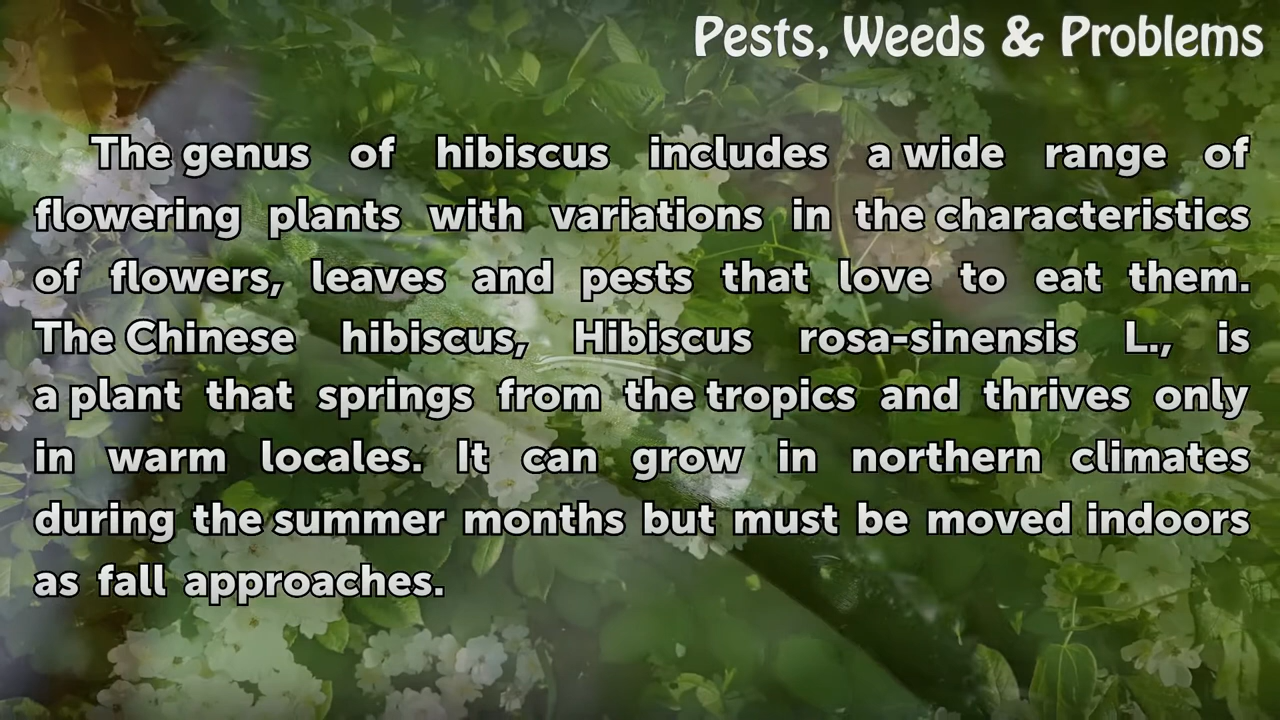 Pests, Weeds & Problems
The genus of hibiscus includes a wide range of
flowering plants with variations in the characteristics
of flowers, leaves and pests that love to eat them.
The Chinese hibiscus, Hibiscus rosa-sinensis L., is
a plant that springs from the tropics and thrives only
in warm locales. It can grow in northern climates
during the summer months but must be moved indoors
as fall approaches.